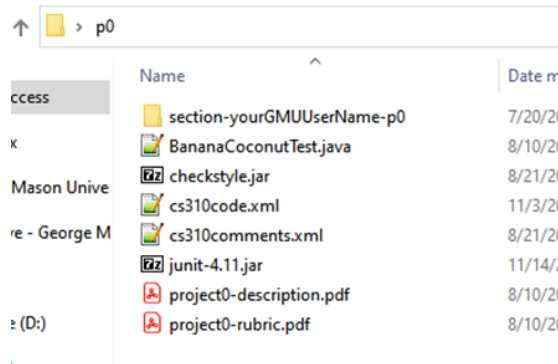 p0
Name
Date m
ccess
section-yourGMUUserName-p0
7/20/20
x
BananaCoconutTest.java
8/10/20
checkstyle.jar
8/21/20
Mason Unive
cs310code.xml
11/3/20
e - George M
cs310comments.xml
8/21/20
junit-4.11.jar
11/14/2
project0-description.pdf
8/10/20
e (D:)
project0-rubric.pdf
8/10/20